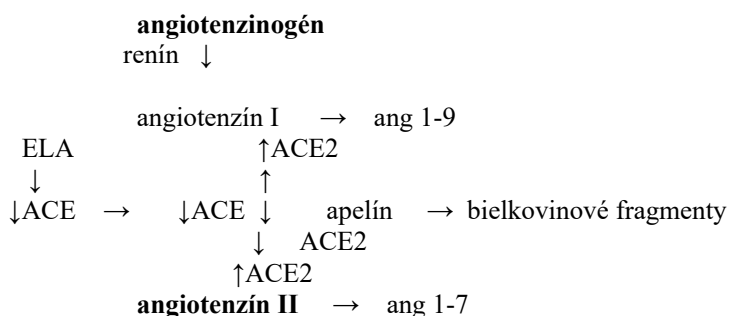 angiotenzinogén
renín ↓
angiotenzín I → ang 1-9
ELA ↑ACE2
↓ ↑
↓ACE → ↓ACE ↓ apelín → bielkovinové fragmenty
↓ ACE2
↑ACE2
angiotenzín II → ang 1-7